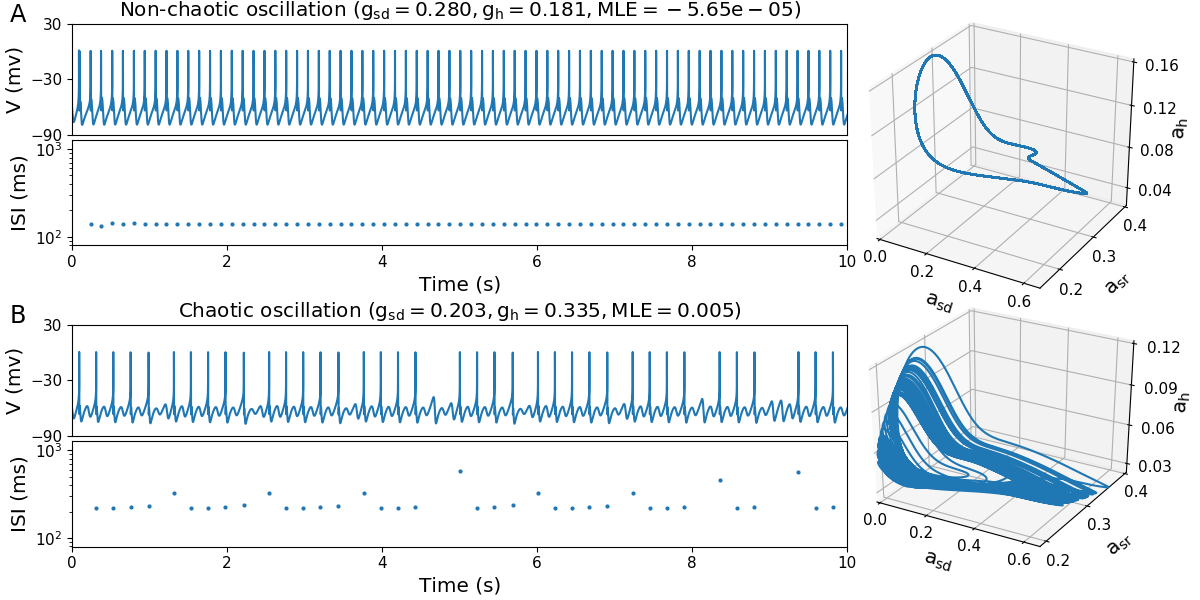 A
Non-chaotic oscillation (g_sd = 0.280, g_h = 0.181, MLE = −5.65e−05)
30
−30
−90
V (mv)
10³
10²
ISI (ms)
0 2 4 6 8 10
Time (s)
0.16
0.12
0.08
0.04
a_h
0.4
0.3
0.2
a_sr
0.0 0.2 0.4 0.6
a_sd
B
Chaotic oscillation (g_sd = 0.203, g_h = 0.335, MLE = 0.005)
30
−30
−90
V (mv)
10³
10²
ISI (ms)
0 2 4 6 8 10
Time (s)
0.12
0.09
0.06
0.03
a_h
0.4
0.3
0.2
a_sr
0.0 0.2 0.4 0.6
a_sd